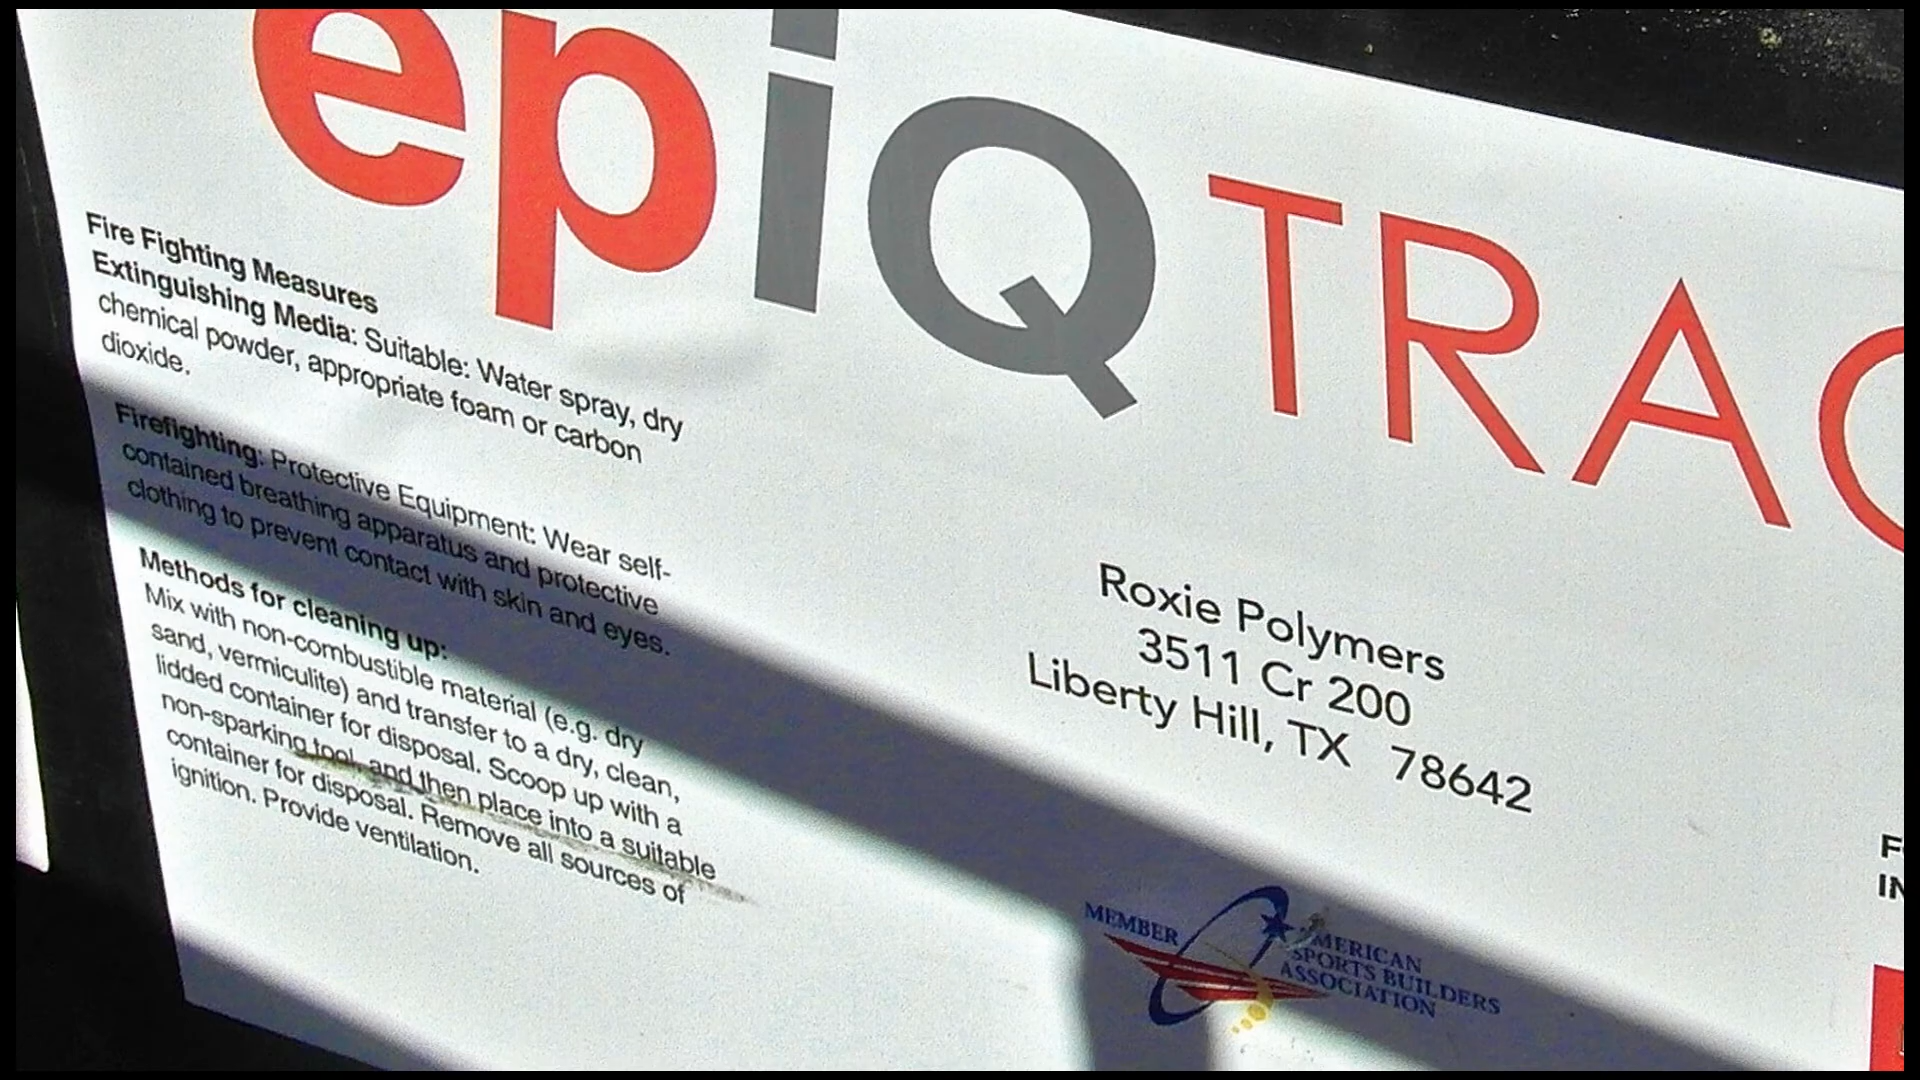 epiQ TRAC
Fire Fighting Measures
Extinguishing Media: Suitable: Water spray, dry
chemical powder, appropriate foam or carbon
dioxide.
Firefighting: Protective Equipment: Wear self-
contained breathing apparatus and protective
clothing to prevent contact with skin and eyes.
Methods for cleaning up:
Mix with non-combustible material (e.g. dry
sand, vermiculite) and transfer to a dry, clean,
lidded container for disposal. Scoop up with a
non-sparking tool, and then place into a suitable
container for disposal. Remove all sources of
ignition. Provide ventilation.
Roxie Polymers
3511 Cr 200
Liberty Hill, TX 78642
MEMBER
AMERICAN
SPORTS BUILDERS
ASSOCIATION